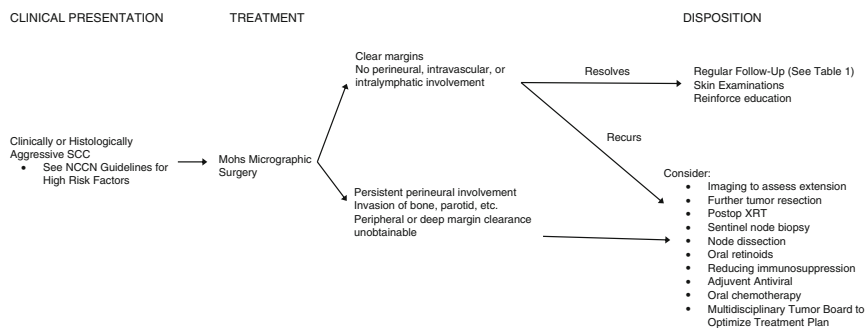 CLINICAL PRESENTATION
TREATMENT
DISPOSITION
Clinically or Histologically
Aggressive SCC
• See NCCN Guidelines for
High Risk Factors
Mohs Micrographic
Surgery
Clear margins
No perineural, intravascular, or
intralymphatic involvement
Persistent perineural involvement
Invasion of bone, parotid, etc.
Peripheral or deep margin clearance
unobtainable
Resolves
Recurs
Regular Follow-Up (See Table 1)
Skin Examinations
Reinforce education
Consider:
• Imaging to assess extension
• Further tumor resection
• Postop XRT
• Sentinel node biopsy
• Node dissection
• Oral retinoids
• Reducing immunosuppression
• Adjuvent Antiviral
• Oral chemotherapy
• Multidisciplinary Tumor Board to
Optimize Treatment Plan